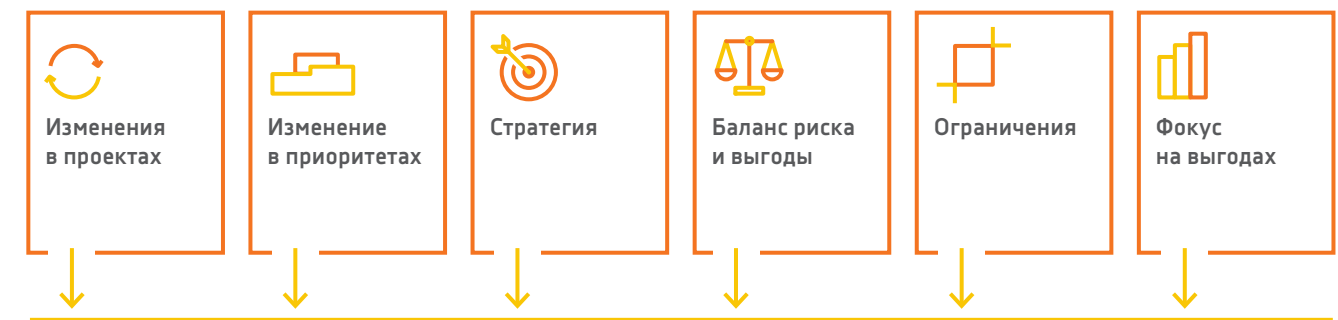 Изменения
в проектах
Изменение
в приоритетах
Стратегия
Баланс риска
и выгоды
Ограничения
Фокус
на выгодах